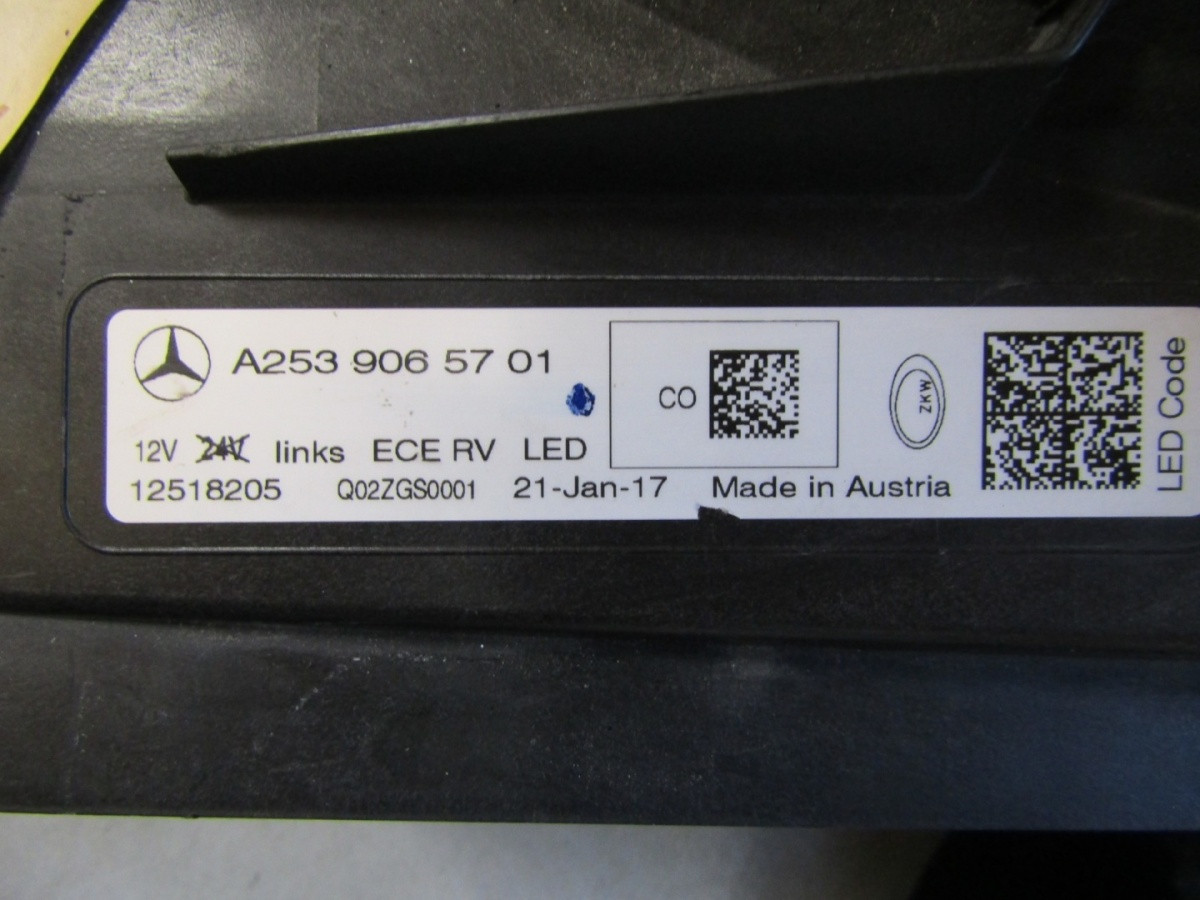 A253 906 57 01
CO
ZKW
12V 24V links ECE RV LED
12518205 Q02ZGS0001 21-Jan-17 Made in Austria
LED Code